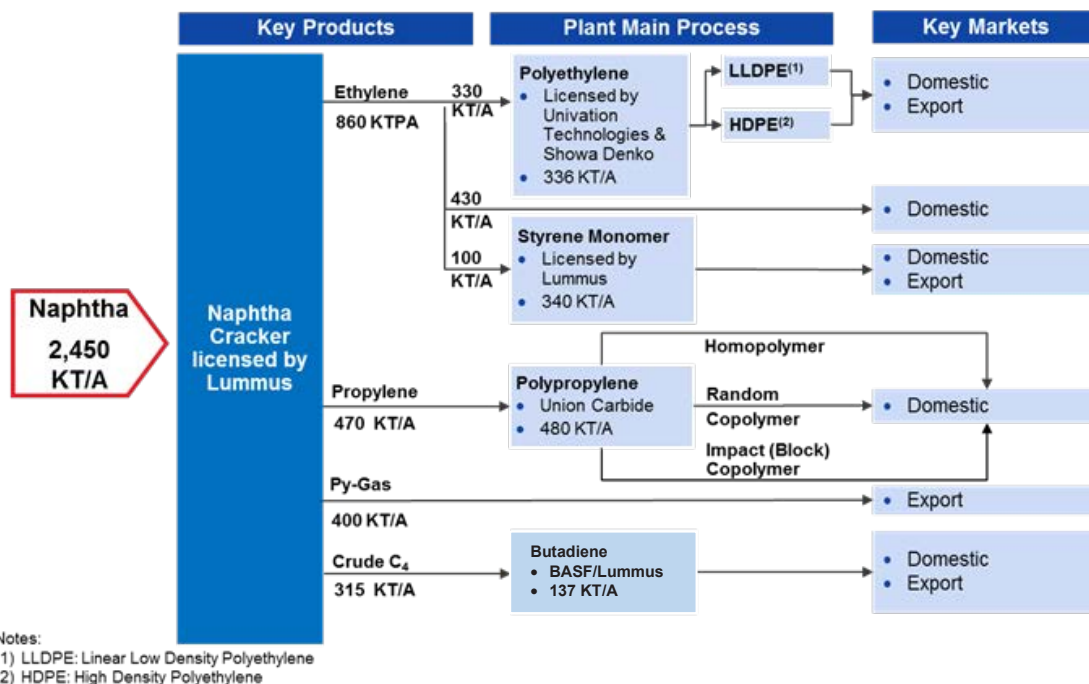 Key Products
Plant Main Process
Key Markets
Naphtha
2,450
KT/A
Naphtha
Cracker
licensed by
Lummus
Ethylene
860 KTPA
330
KT/A
Polyethylene
• Licensed by
Univation
Technologies &
Showa Denko
• 336 KT/A
LLDPE(1)
HDPE(2)
• Domestic
• Export
430
KT/A
• Domestic
100
KT/A
Styrene Monomer
• Licensed by
Lummus
• 340 KT/A
• Domestic
• Export
Propylene
470 KT/A
Polypropylene
• Union Carbide
• 480 KT/A
Homopolymer
Random
Copolymer
Impact (Block)
Copolymer
• Domestic
Py-Gas
400 KT/A
• Export
Crude C4
315 KT/A
Butadiene
• BASF/Lummus
• 137 KT/A
• Domestic
• Export
Notes:
1) LLDPE: Linear Low Density Polyethylene
2) HDPE: High Density Polyethylene